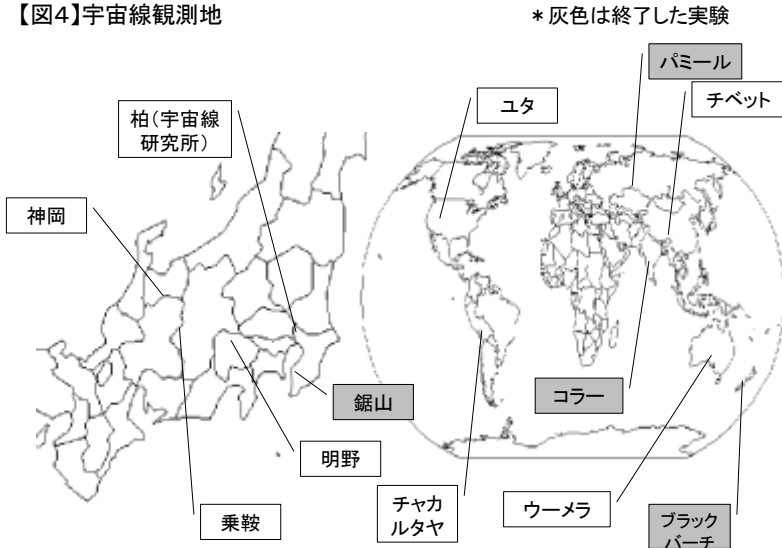 【図4】宇宙線観測地
*灰色は終了した実験
パミール
チベット
ユタ
柏(宇宙線
研究所)
神岡
鋸山
コラー
明野
チャカ
ルタヤ
ウーメラ
乗鞍
ブラック
バーチ